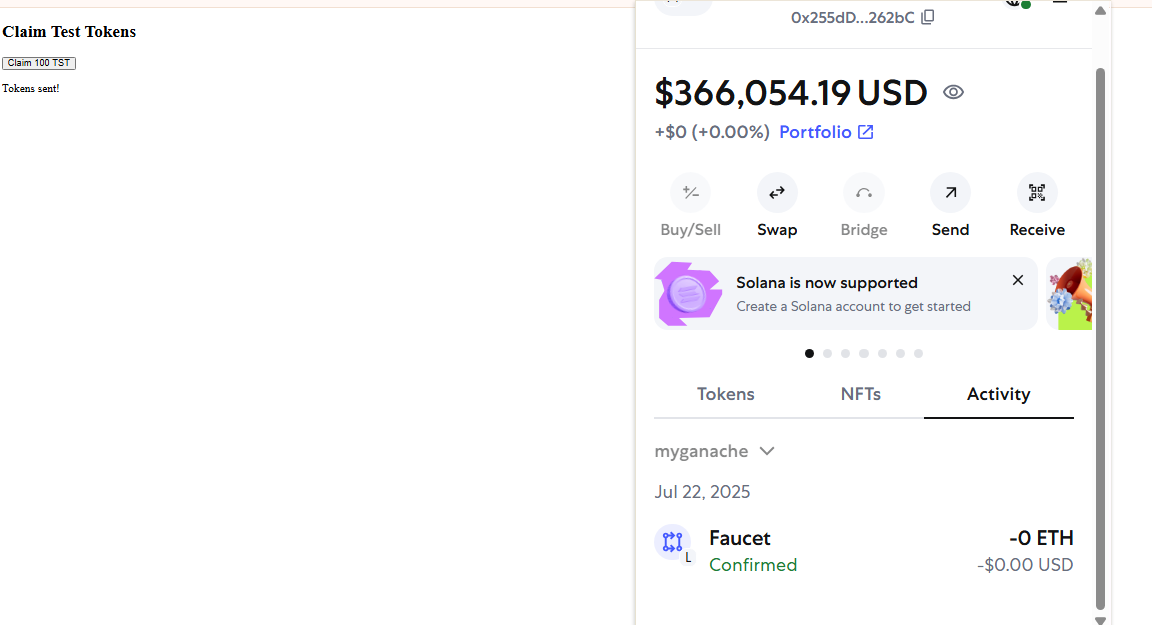 Claim Test Tokens
Claim 100 TST
Tokens sent!
0x255dD...262bC
$366,054.19 USD
+$0 (+0.00%) Portfolio
Buy/Sell Swap Bridge Send Receive
Solana is now supported
Create a Solana account to get started
Tokens NFTs Activity
myganache
Jul 22, 2025
Faucet -0 ETH
L
Confirmed -$0.00 USD